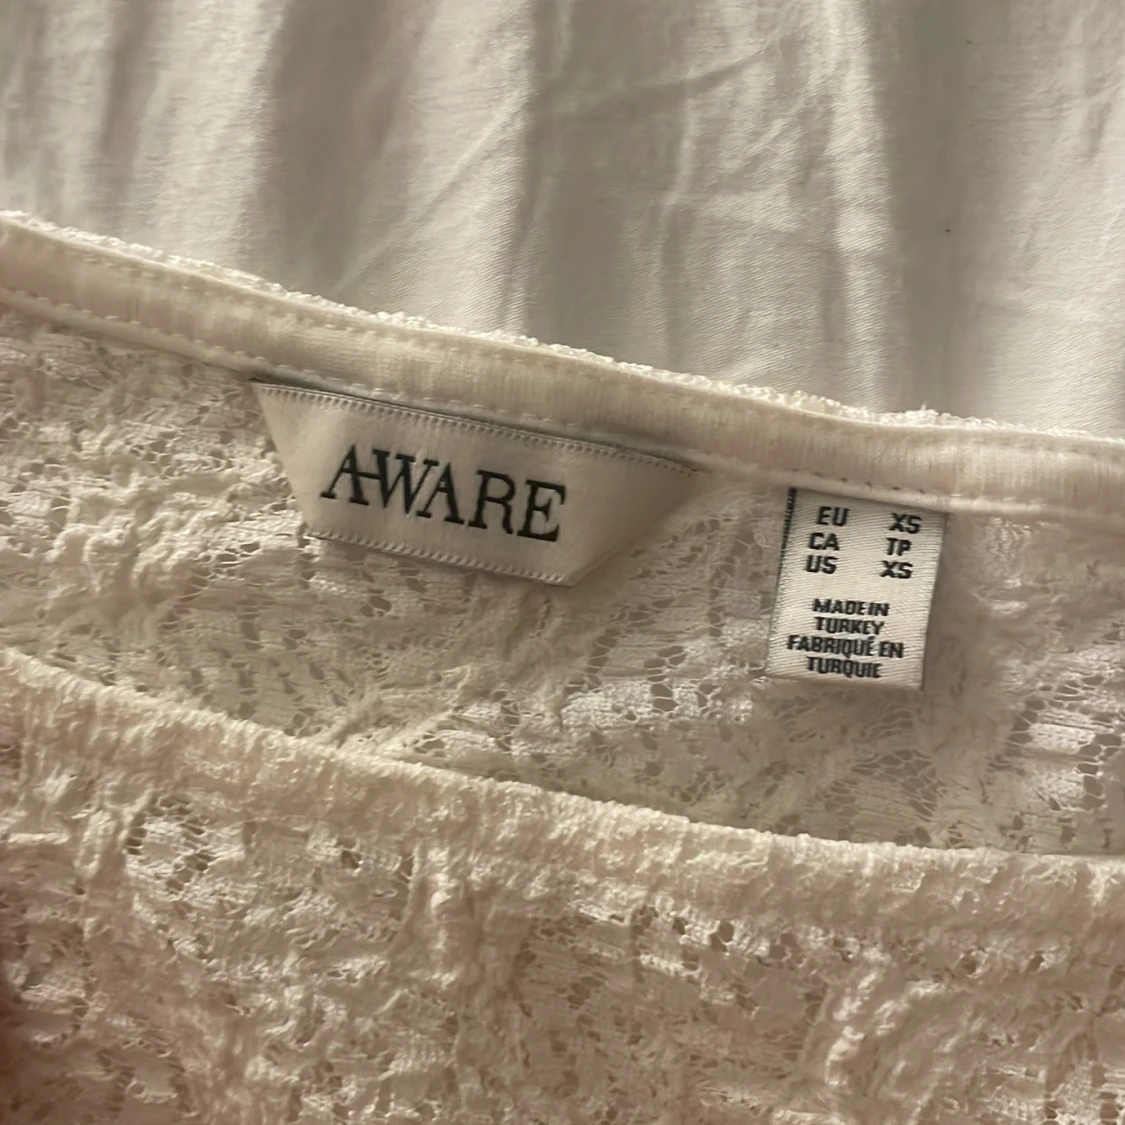 A-WARE
EU XS
CA TP
US XS
MADE IN
TURKEY
FABRIQUÉ EN
TURQUIE